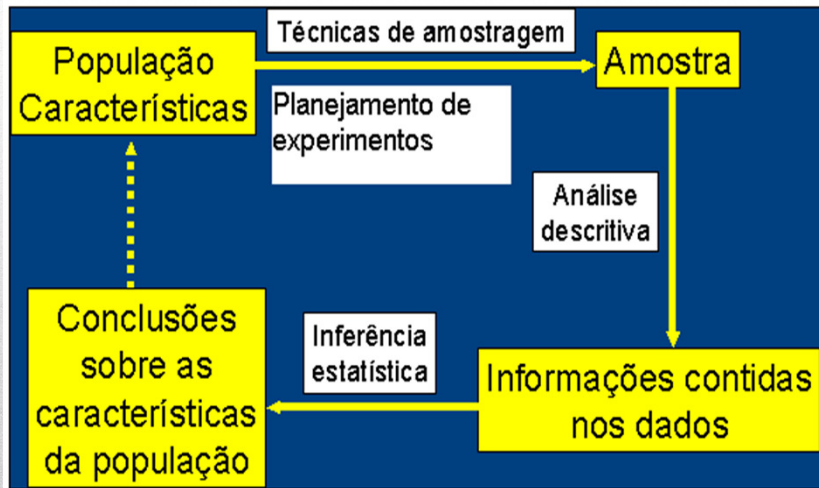 População
Características
Técnicas de amostragem
Planejamento de
experimentos
Amostra
Análise
descritiva
Informações contidas
nos dados
Inferência
estatística
Conclusões
sobre as
características
da população